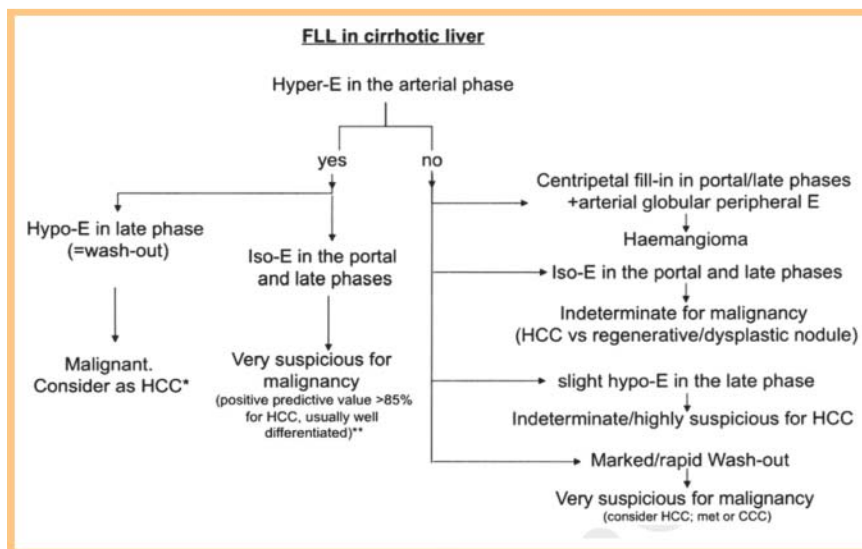 FLL in cirrhotic liver
Hyper-E in the arterial phase
yes
no
Hypo-E in late phase
(=wash-out)
Malignant.
Consider as HCC*
Iso-E in the portal
and late phases
Very suspicious for
malignancy
(positive predictive value >85%
for HCC, usually well
differentiated)**
Centripetal fill-in in portal/late phases
+arterial globular peripheral E
Haemangioma
Iso-E in the portal and late phases
Indeterminate for malignancy
(HCC vs regenerative/dysplastic nodule)
slight hypo-E in the late phase
Indeterminate/highly suspicious for HCC
Marked/rapid Wash-out
Very suspicious for malignancy
(consider HCC; met or CCC)